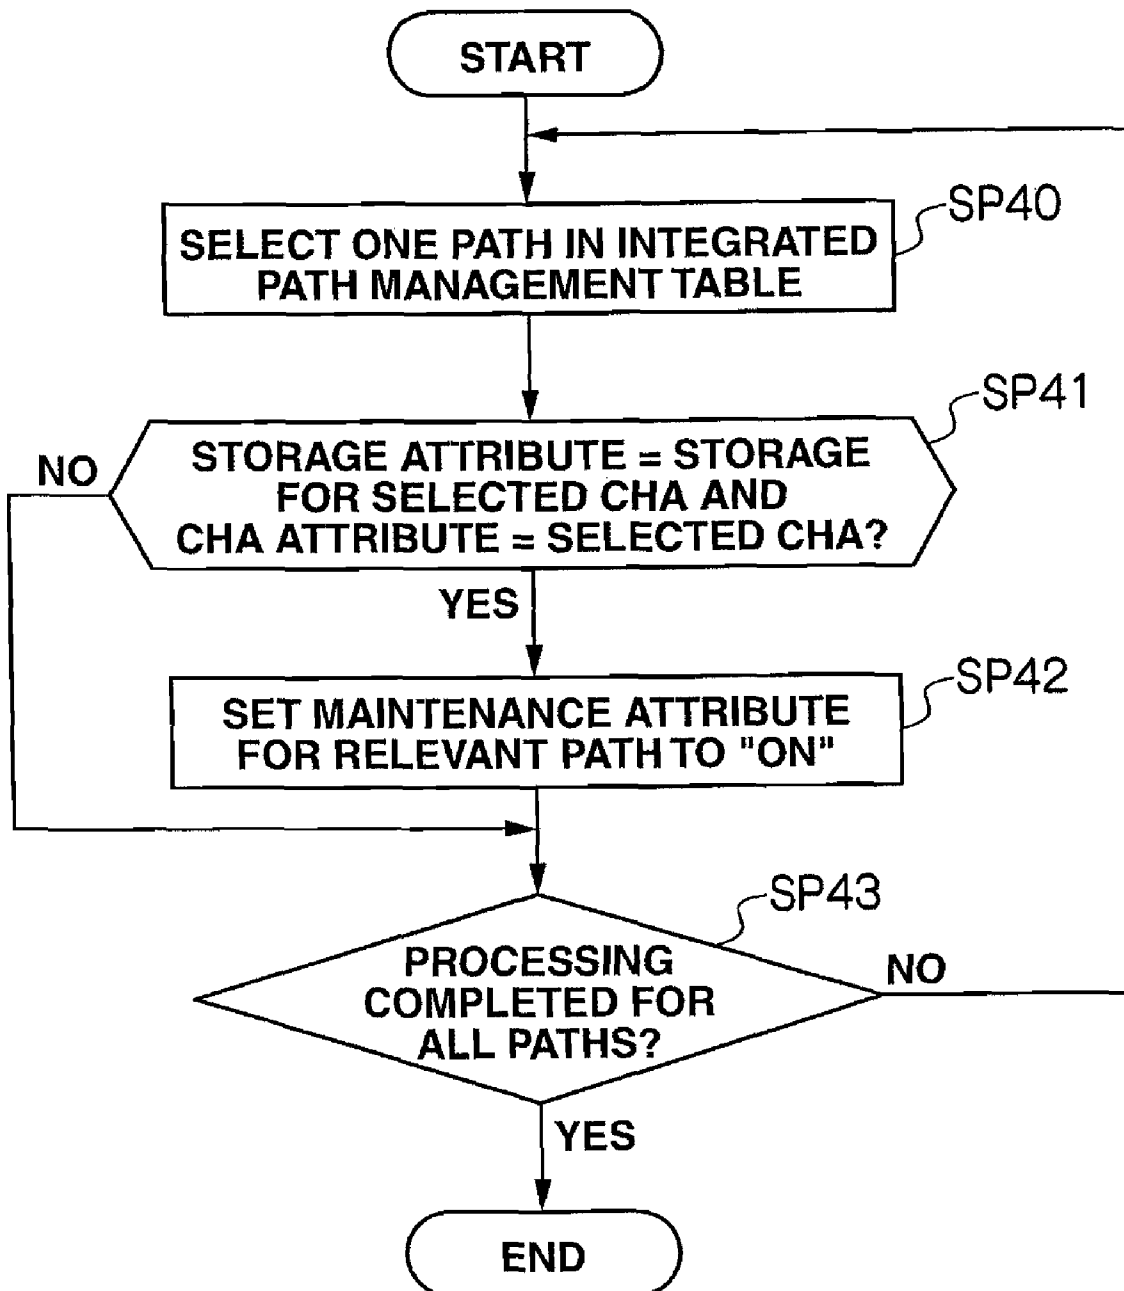 START
SP40
SELECT ONE PATH IN INTEGRATED
PATH MANAGEMENT TABLE
SP41
NO
STORAGE ATTRIBUTE = STORAGE
FOR SELECTED CHA AND
CHA ATTRIBUTE = SELECTED CHA?
YES
SP42
SET MAINTENANCE ATTRIBUTE
FOR RELEVANT PATH TO "ON"
SP43
PROCESSING
COMPLETED FOR
ALL PATHS?
NO
YES
END